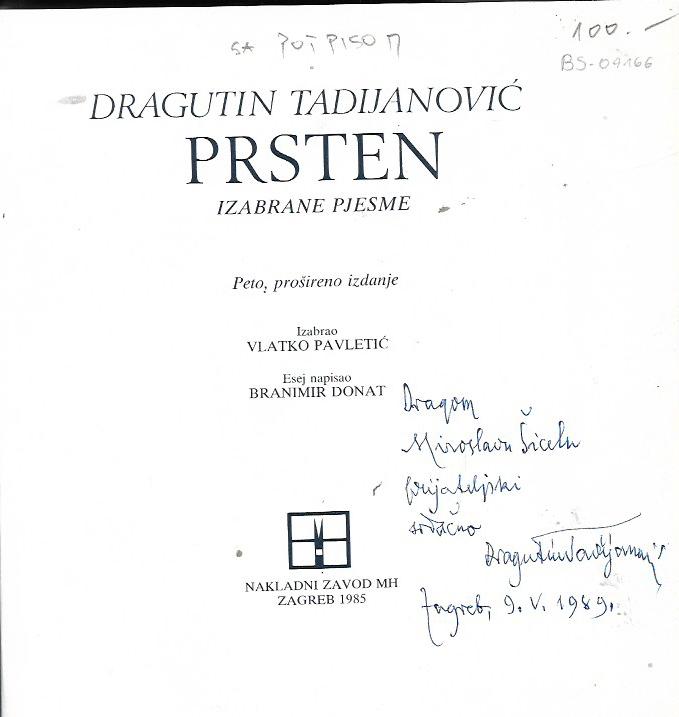 SA POTPISOM
100.-
BS-09166
DRAGUTIN TADIJANOVIĆ
PRSTEN
IZABRANE PJESME
Peto, prošireno izdanje
Izabrao
VLATKO PAVLETIĆ
Esej napisao
BRANIMIR DONAT
Dragom
Miroslavu Šicelu
prijateljski
srdačno
Dragutin Tadijanović
Zagreb, 9. V. 1989.
NAKLADNI ZAVOD MH
ZAGREB 1985